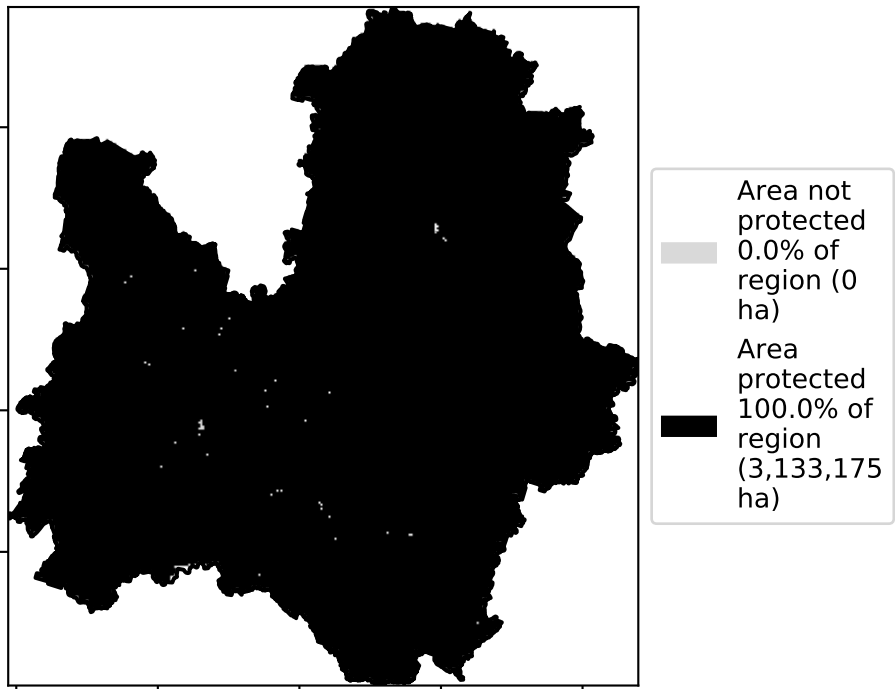 Area not
protected
0.0% of
region (0
ha)
Area
protected
100.0% of
region
(3,133,175
ha)